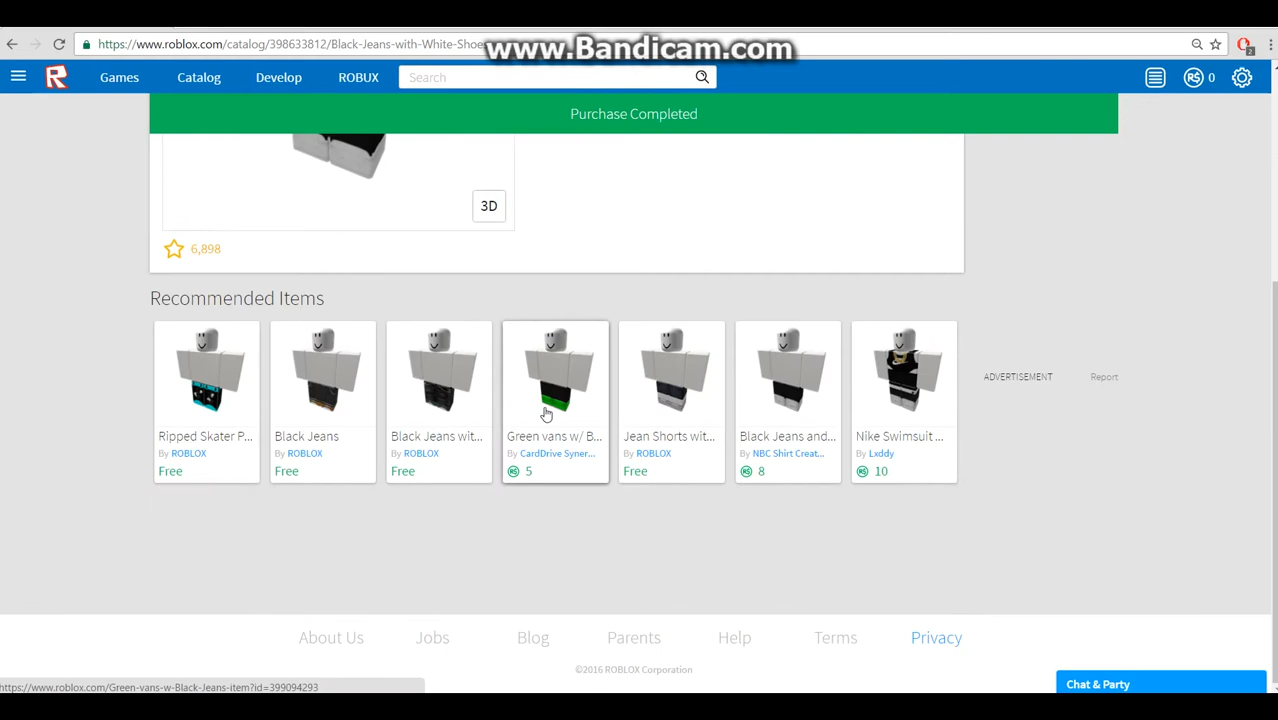 https://www.roblox.com/catalog/398633812/Black-Jeans-with-White-Shoes
www.Bandicam.com
2
Games
Catalog
Develop
ROBUX
Search
R$ 0
Purchase Completed
3D
6,898
Recommended Items
Ripped Skater P...
By ROBLOX
Free
Black Jeans
By ROBLOX
Free
Black Jeans wit...
By ROBLOX
Free
Green vans w/ B...
By CardDrive Syner...
R$ 5
Jean Shorts wit...
By ROBLOX
Free
Black Jeans and...
By NBC Shirt Creat...
R$ 8
Nike Swimsuit ...
By Lxddy
R$ 10
ADVERTISEMENT
Report
About Us
Jobs
Blog
Parents
Help
Terms
Privacy
©2016 ROBLOX Corporation
https://www.roblox.com/Green-vans-w-Black-Jeans-item?id=399094293
Chat & Party